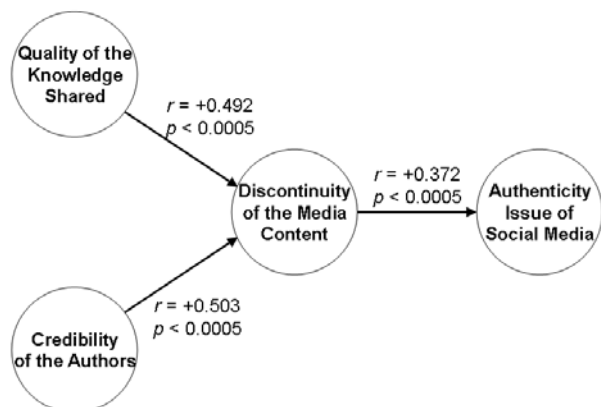 Quality of the
Knowledge
Shared
r = +0.492
p < 0.0005
Discontinuity
of the Media
Content
r = +0.372
p < 0.0005
Authenticity
Issue of
Social Media
r = +0.503
p < 0.0005
Credibility
of the Authors